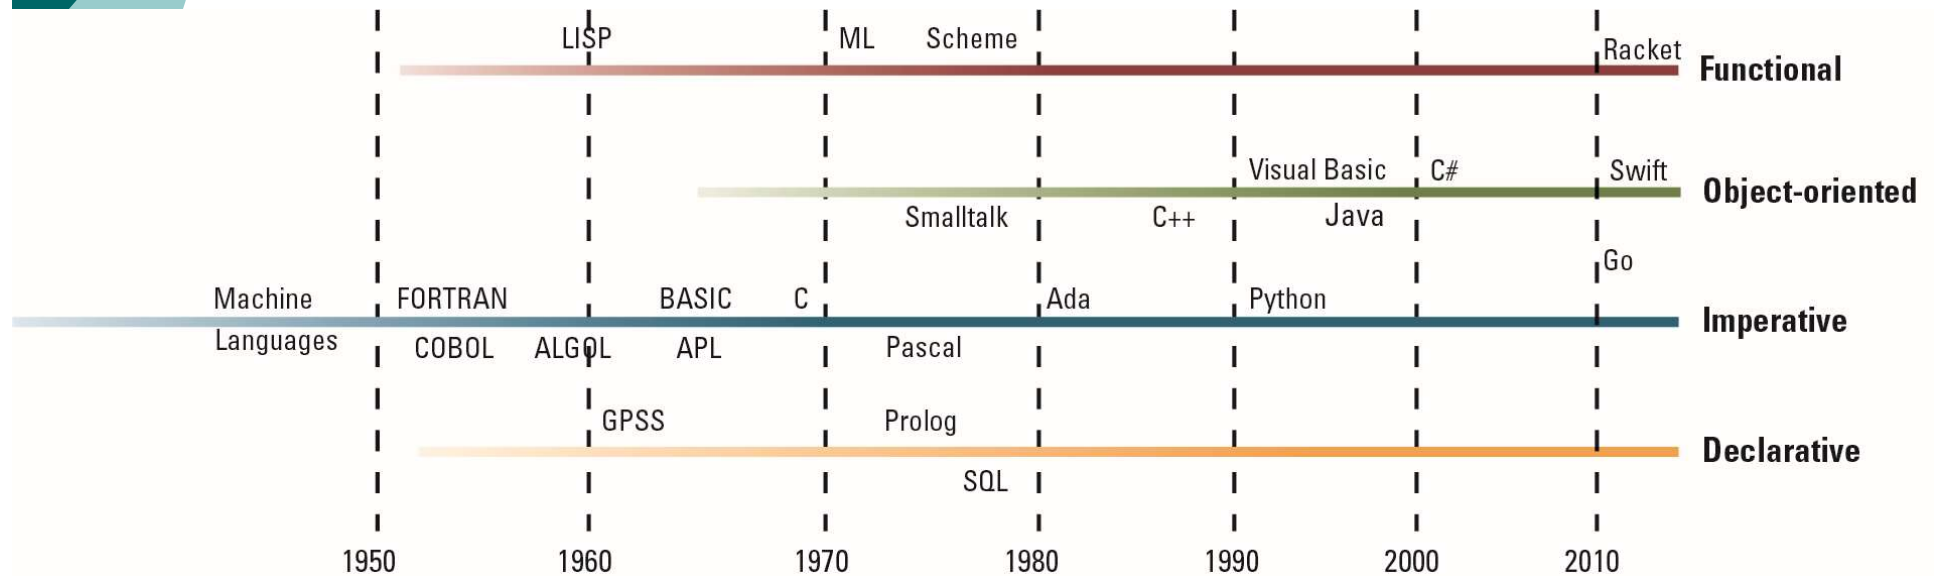 LISP ML Scheme Racket
Functional
Visual Basic C# Swift
Object-oriented
Smalltalk C++ Java
Go
Machine FORTRAN BASIC C Ada Python
Imperative
Languages COBOL ALGOL APL Pascal
GPSS Prolog
Declarative
SQL
1950 1960 1970 1980 1990 2000 2010